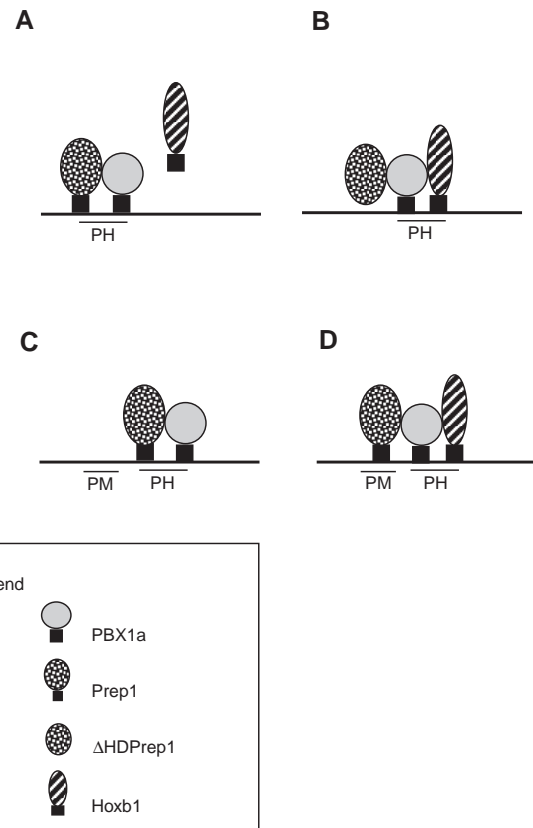 A
B
PH
PH
C
D
PM PH
PM PH
end
PBX1a
Prep1
ΔHDPrep1
Hoxb1